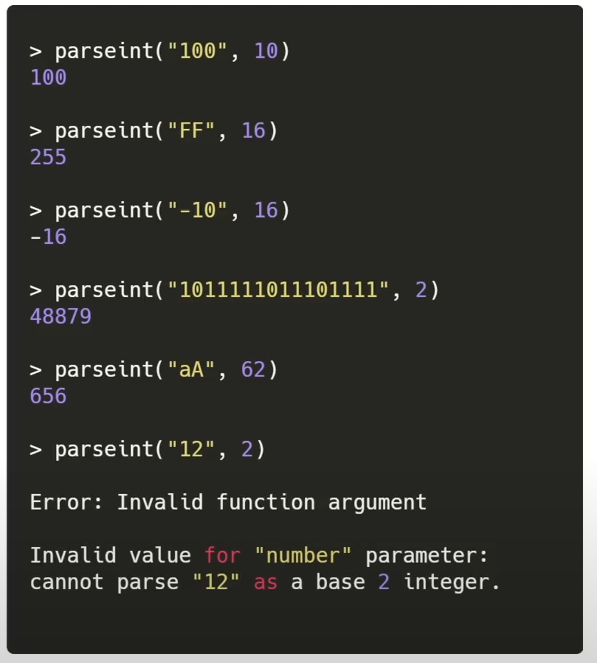 > parseint("100", 10)
100
> parseint("FF", 16)
255
> parseint("-10", 16)
-16
> parseint("1011111011101111", 2)
48879
> parseint("aA", 62)
656
> parseint("12", 2)
Error: Invalid function argument
Invalid value for "number" parameter:
cannot parse "12" as a base 2 integer.